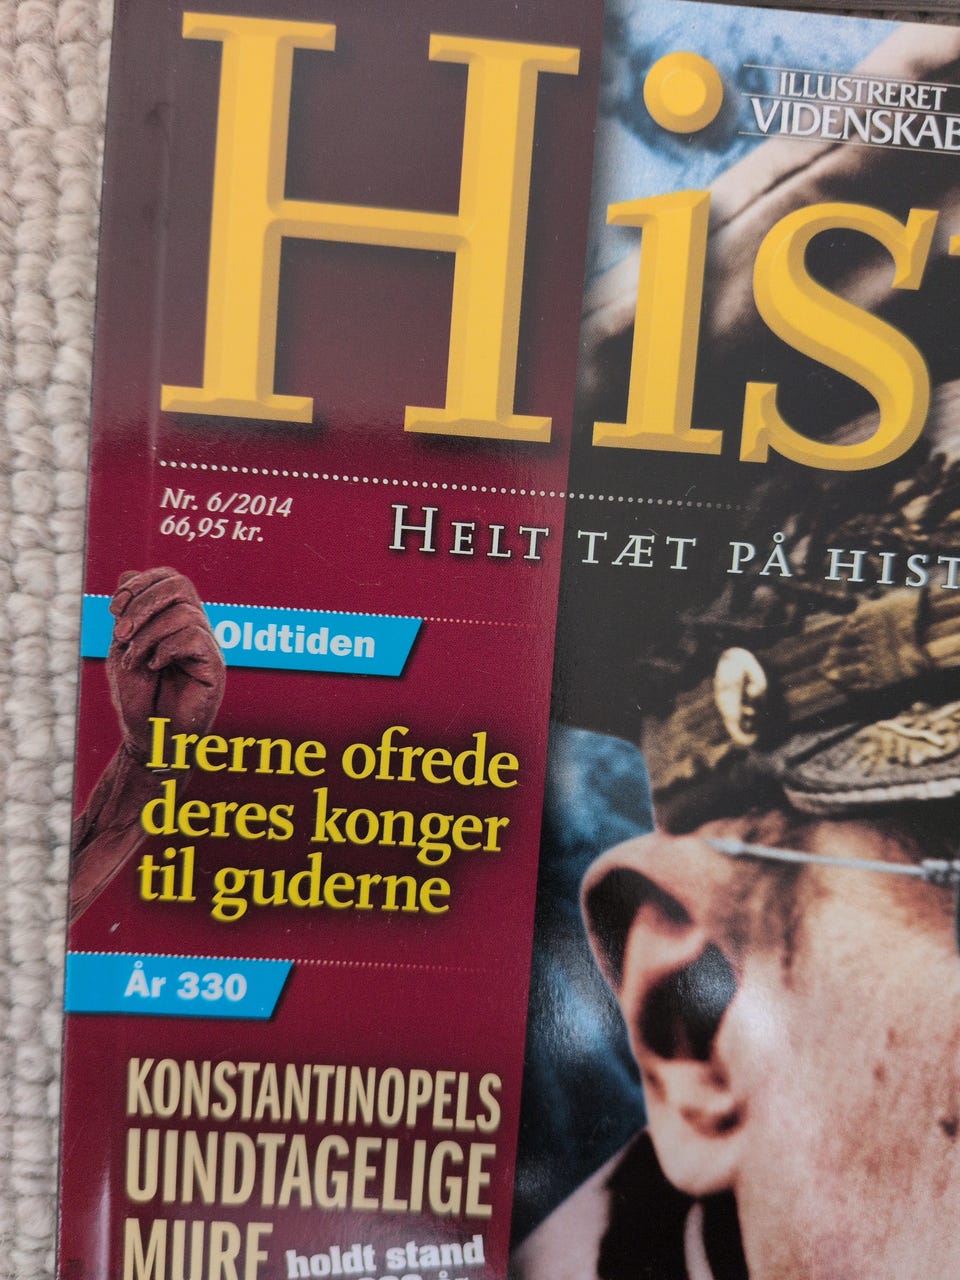 His
ILLUSTRERET
VIDENSKAB
Nr. 6/2014
66,95 kr.
HELT TÆT PÅ HIST
Oldtiden
Irerne ofrede
deres konger
til guderne
År 330
KONSTANTINOPELS
UINDTAGELIGE
MURE holdt stand